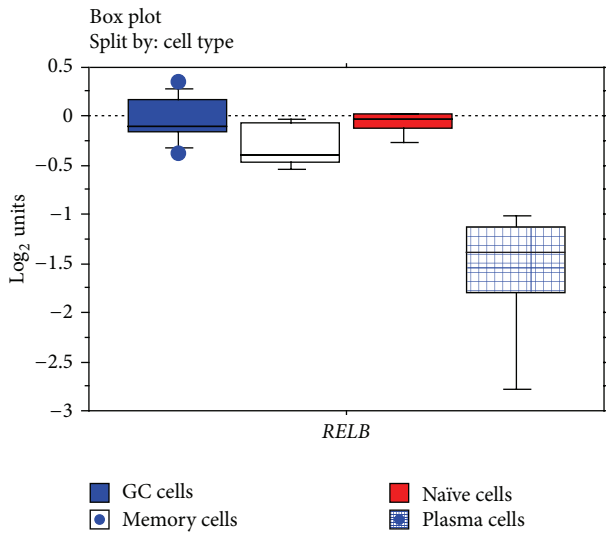 Box plot
Split by: cell type
Log₂ units
0.5
0
−0.5
−1
−1.5
−2
−2.5
−3
RELB
GC cells
Memory cells
Naïve cells
Plasma cells